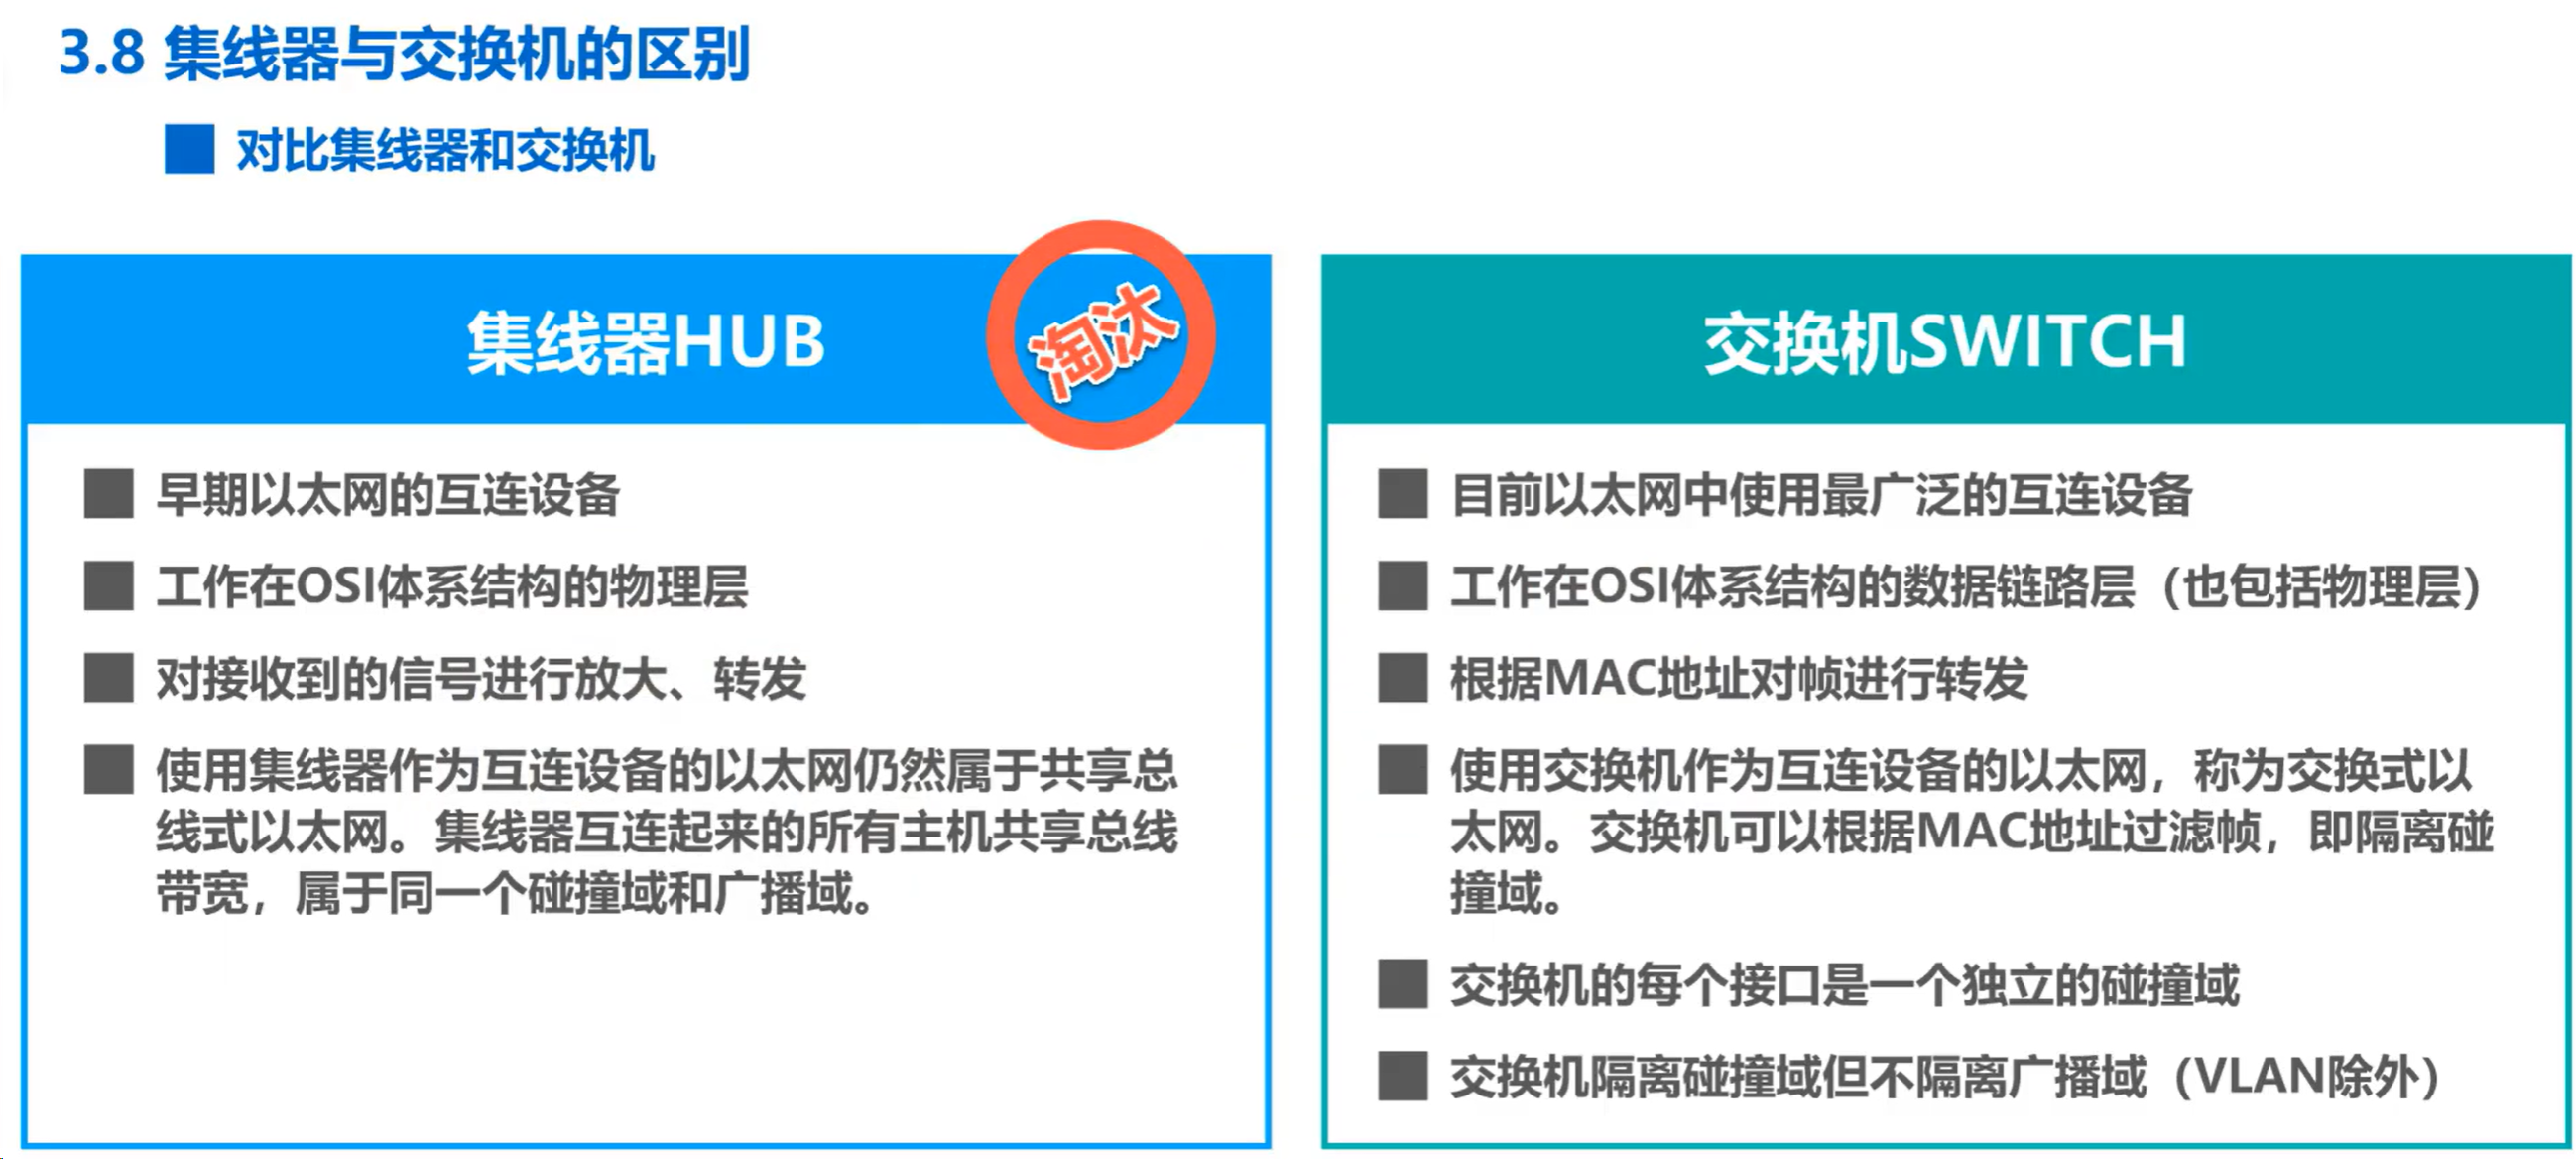 3.8 集线器与交换机的区别
对比集线器和交换机
集线器HUB
淘汰
早期以太网的互连设备
工作在OSI体系结构的物理层
对接收到的信号进行放大、转发
使用集线器作为互连设备的以太网仍然属于共享总
线式以太网。集线器互连起来的所有主机共享总线
带宽，属于同一个碰撞域和广播域。
交换机SWITCH
目前以太网中使用最广泛的互连设备
工作在OSI体系结构的数据链路层（也包括物理层）
根据MAC地址对帧进行转发
使用交换机作为互连设备的以太网，称为交换式以
太网。交换机可以根据MAC地址过滤帧，即隔离碰
撞域。
交换机的每个接口是一个独立的碰撞域
交换机隔离碰撞域但不隔离广播域（VLAN除外）